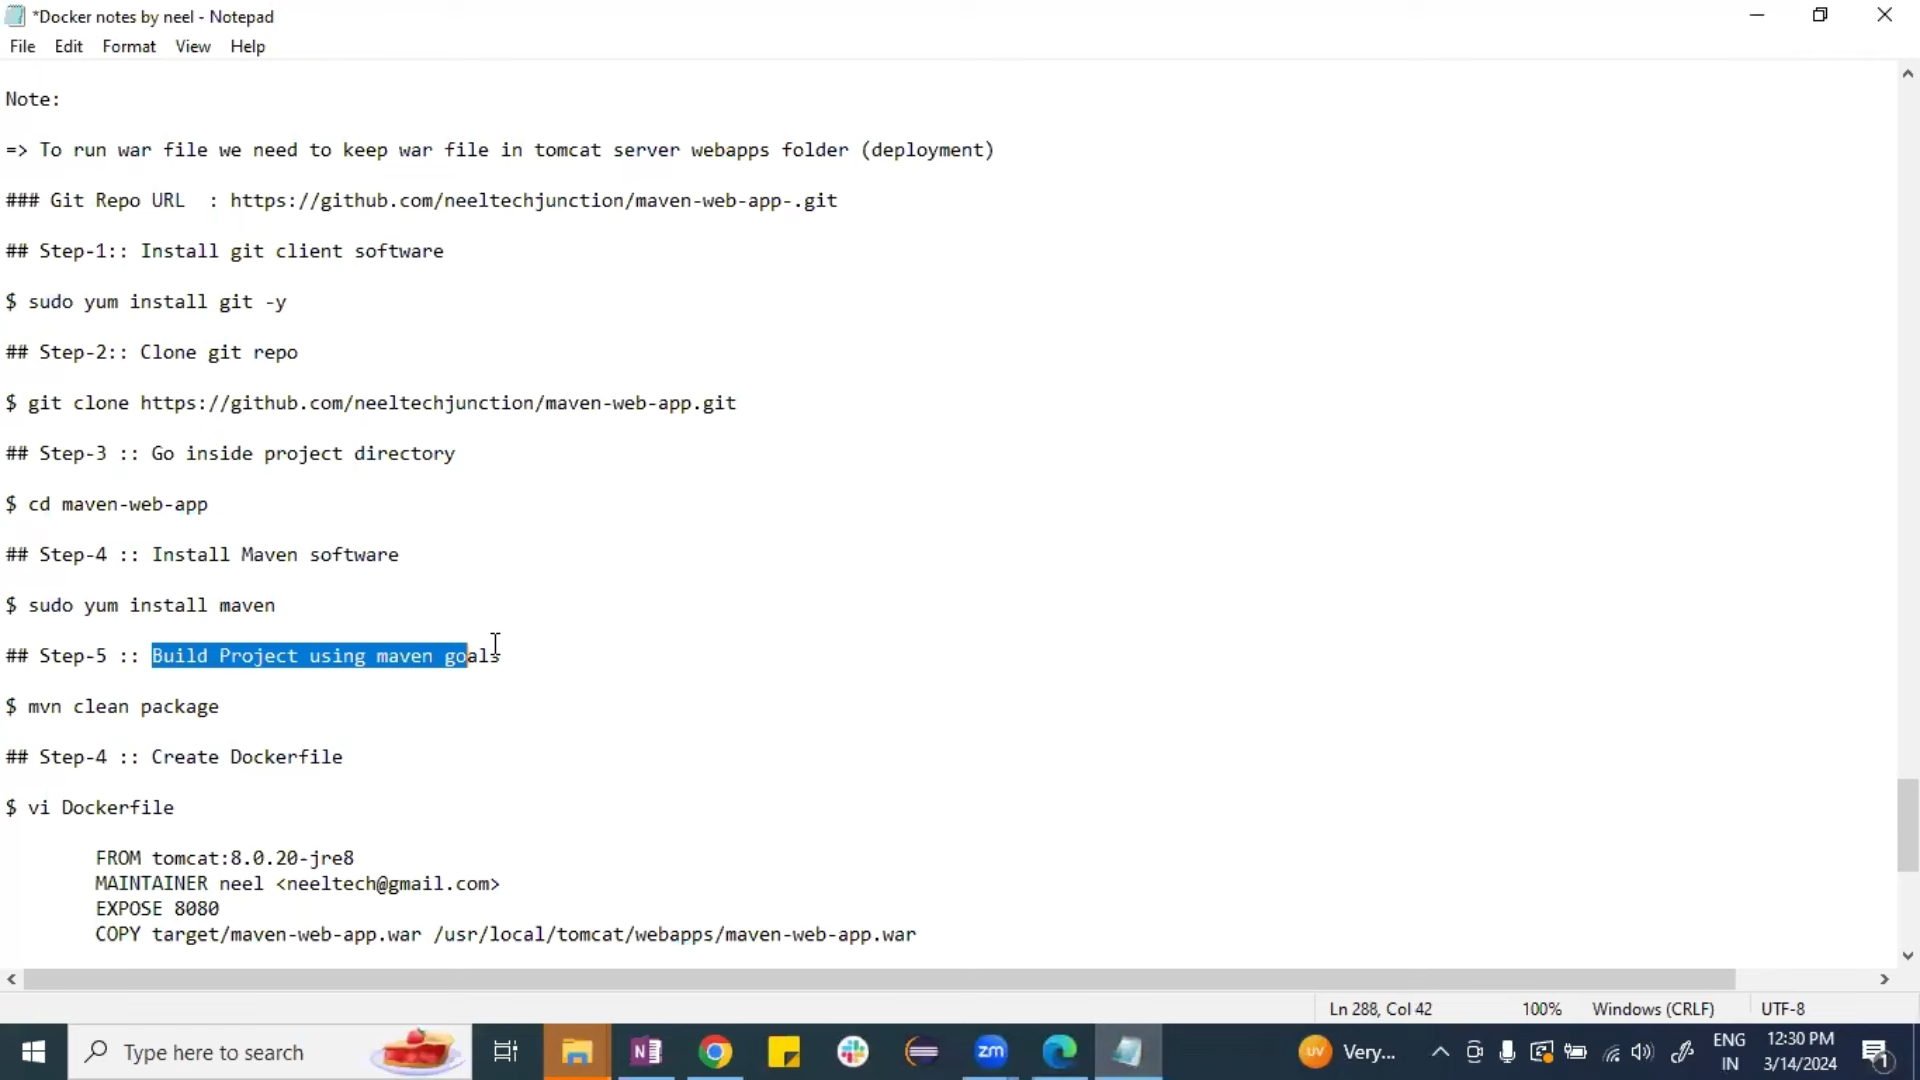 *Docker notes by neel - Notepad
File Edit Format View Help
Note:
=> To run war file we need to keep war file in tomcat server webapps folder (deployment)
### Git Repo URL  : https://github.com/neeltechjunction/maven-web-app-.git
## Step-1:: Install git client software
$ sudo yum install git -y
## Step-2:: Clone git repo
$ git clone https://github.com/neeltechjunction/maven-web-app.git
## Step-3 :: Go inside project directory
$ cd maven-web-app
## Step-4 :: Install Maven software
$ sudo yum install maven
## Step-5 :: Build Project using maven goals
$ mvn clean package
## Step-4 :: Create Dockerfile
$ vi Dockerfile
FROM tomcat:8.0.20-jre8
MAINTAINER neel <neeltech@gmail.com>
EXPOSE 8080
COPY target/maven-web-app.war /usr/local/tomcat/webapps/maven-web-app.war
Ln 288, Col 42 100% Windows (CRLF) UTF-8
Type here to search N zm UV Very... ENG 12:30 PM
IN 3/14/2024 1